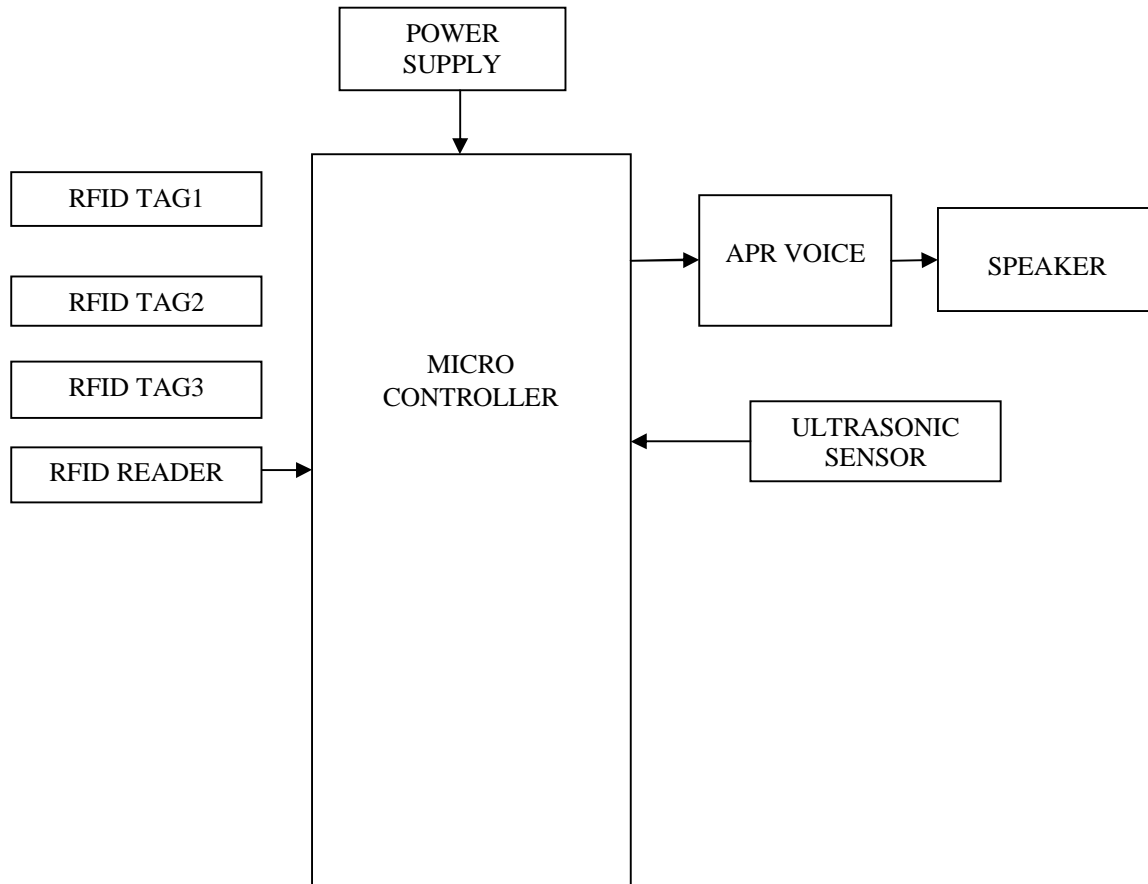 POWER
SUPPLY
RFID TAG1
RFID TAG2
RFID TAG3
RFID READER
MICRO
CONTROLLER
APR VOICE
SPEAKER
ULTRASONIC
SENSOR